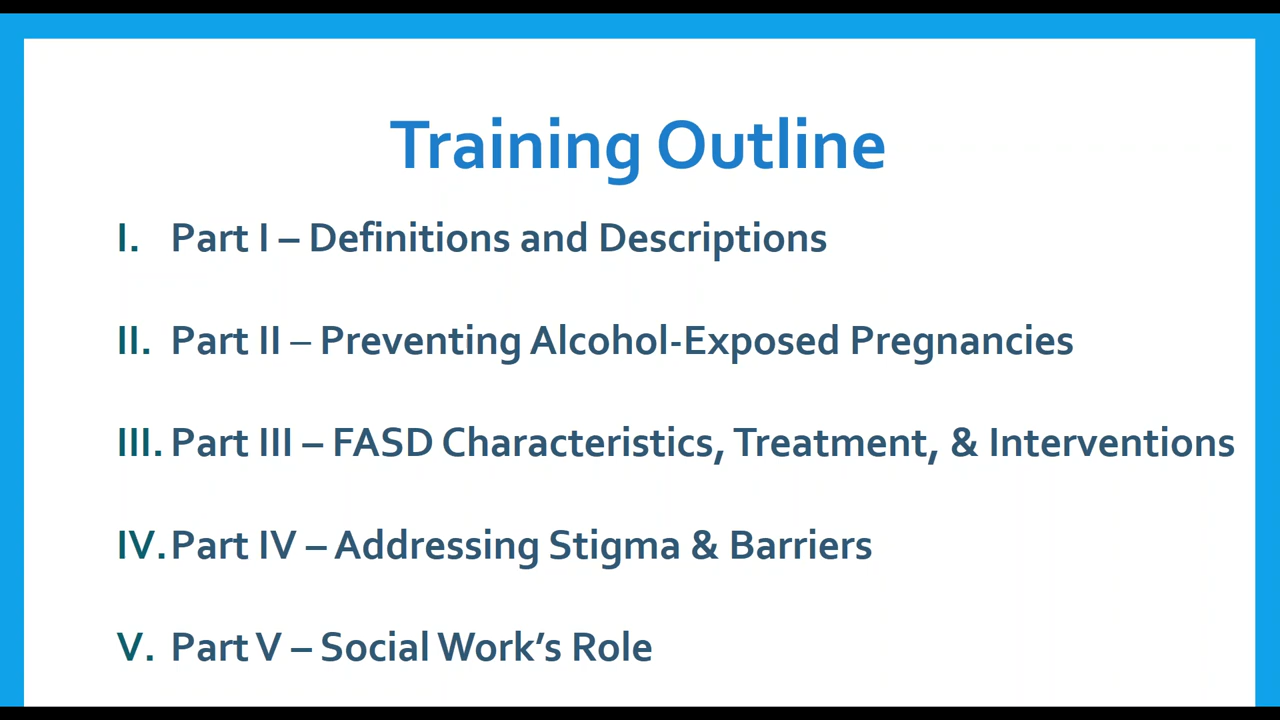 Training Outline
I. Part I – Definitions and Descriptions
II. Part II – Preventing Alcohol-Exposed Pregnancies
III. Part III – FASD Characteristics, Treatment, & Interventions
IV. Part IV – Addressing Stigma & Barriers
V. Part V – Social Work’s Role